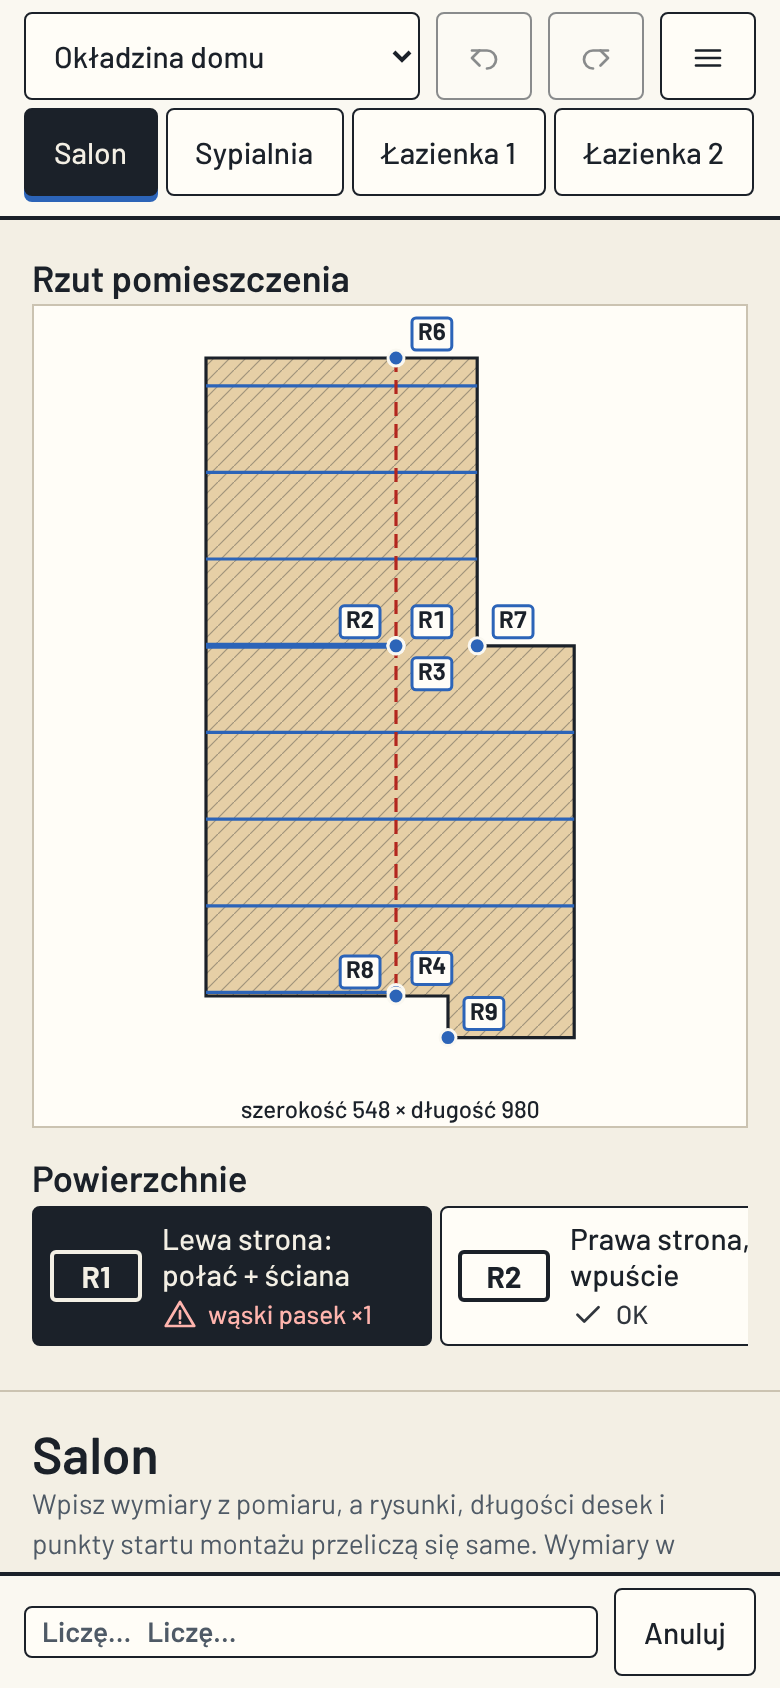 Okładzina domu
Salon
Sypialnia
Łazienka 1
Łazienka 2
Rzut pomieszczenia
R6
R2
R1
R7
R3
R8
R4
R9
szerokość 548 × długość 980
Powierzchnie
R1
Lewa strona:
połać + ściana
wąski pasek ×1
R2
Prawa strona,
wpuście
OK
Salon
Wpisz wymiary z pomiaru, a rysunki, długości desek i
punkty startu montażu przeliczą się same. Wymiary w
Liczę... Liczę...
Anuluj